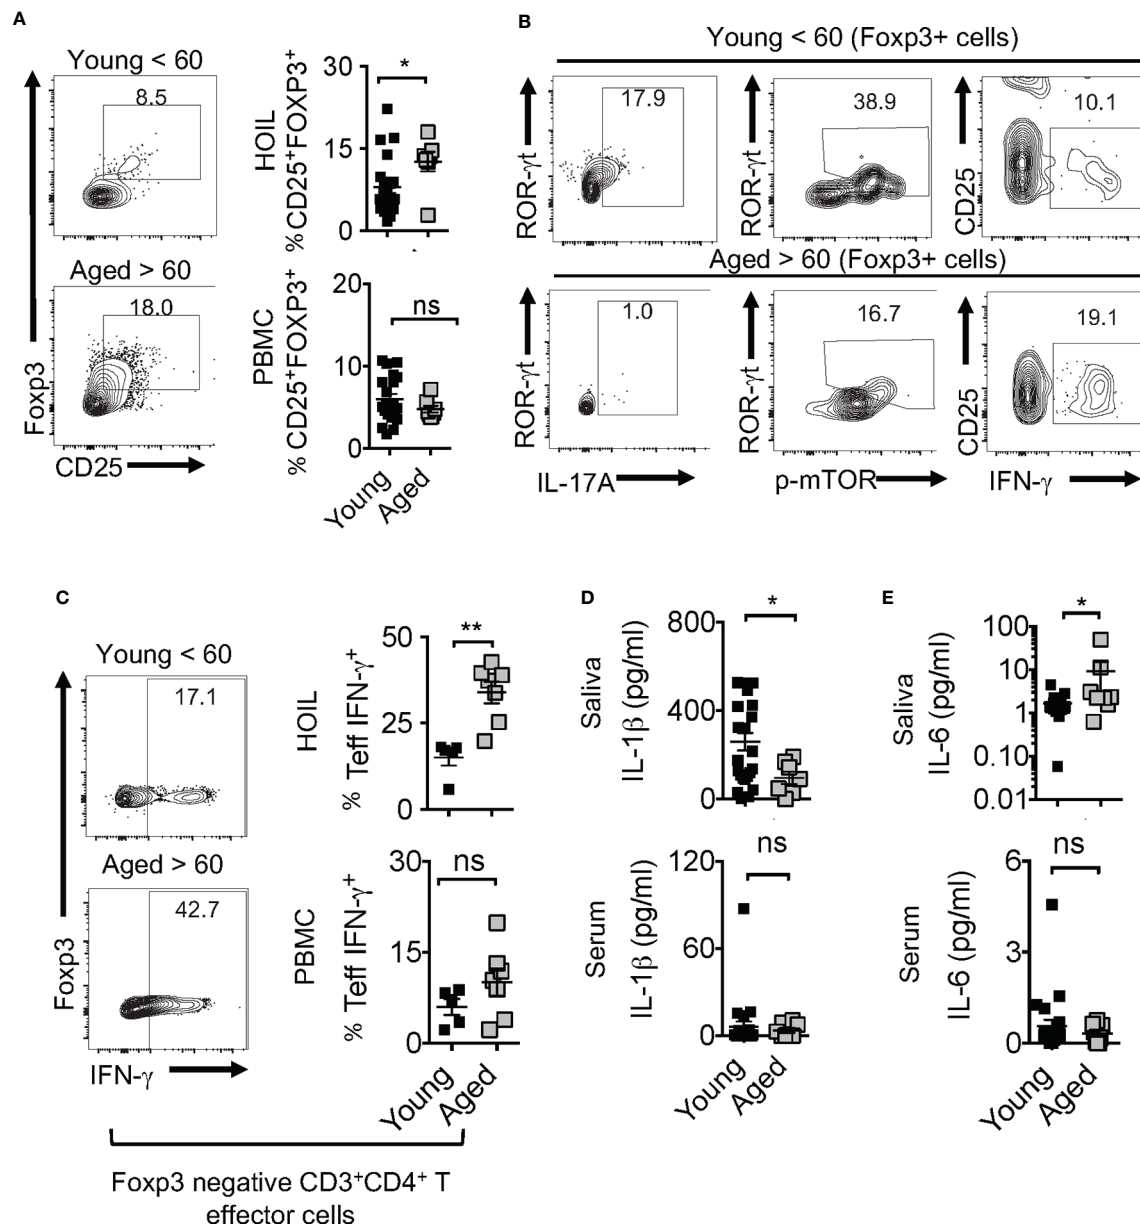 A
Young < 60
8.5
Aged > 60
18.0
Foxp3
CD25
HOIL
% CD25⁺FOXP3⁺
30
15
0
*
PBMC
% CD25⁺FOXP3⁺
20
10
0
ns
Young
Aged
B
Young < 60 (Foxp3+ cells)
ROR-γt
17.9
ROR-γt
38.9
CD25
10.1
Aged > 60 (Foxp3+ cells)
ROR-γt
1.0
ROR-γt
16.7
CD25
19.1
IL-17A
p-mTOR
IFN-γ
C
Young < 60
17.1
Aged > 60
42.7
Foxp3
IFN-γ
HOIL
% Teff IFN-γ⁺
50
25
0
**
PBMC
% Teff IFN-γ⁺
30
15
0
ns
Young
Aged
Foxp3 negative CD3⁺CD4⁺ T
effector cells
D
Saliva
IL-1β (pg/ml)
800
400
0
*
Serum
IL-1β (pg/ml)
120
60
0
ns
Young
Aged
E
Saliva
IL-6 (pg/ml)
100
10
1
0.10
0.01
*
Serum
IL-6 (pg/ml)
6
3
0
ns
Young
Aged